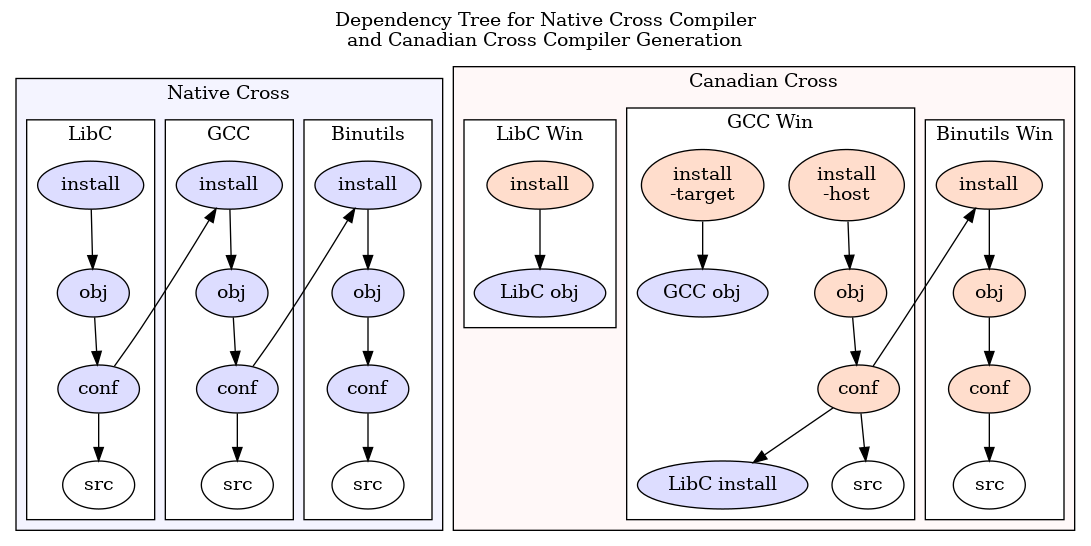 Dependency Tree for Native Cross Compiler
and Canadian Cross Compiler Generation
Native Cross
LibC
install
obj
conf
src
GCC
install
obj
conf
src
Binutils
install
obj
conf
src
Canadian Cross
LibC Win
install
LibC obj
GCC Win
install
-target
GCC obj
install
-host
obj
conf
LibC install
src
Binutils Win
install
obj
conf
src